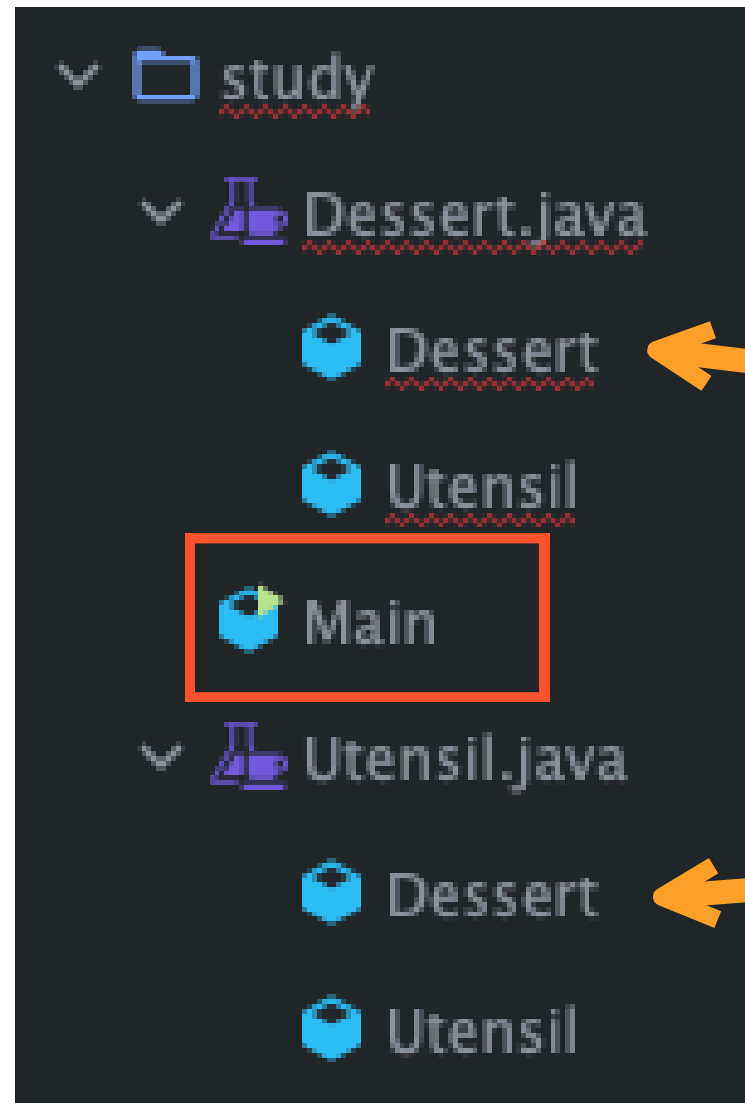 study
Dessert.java
Dessert
Utensil
Main
Utensil.java
Dessert
Utensil